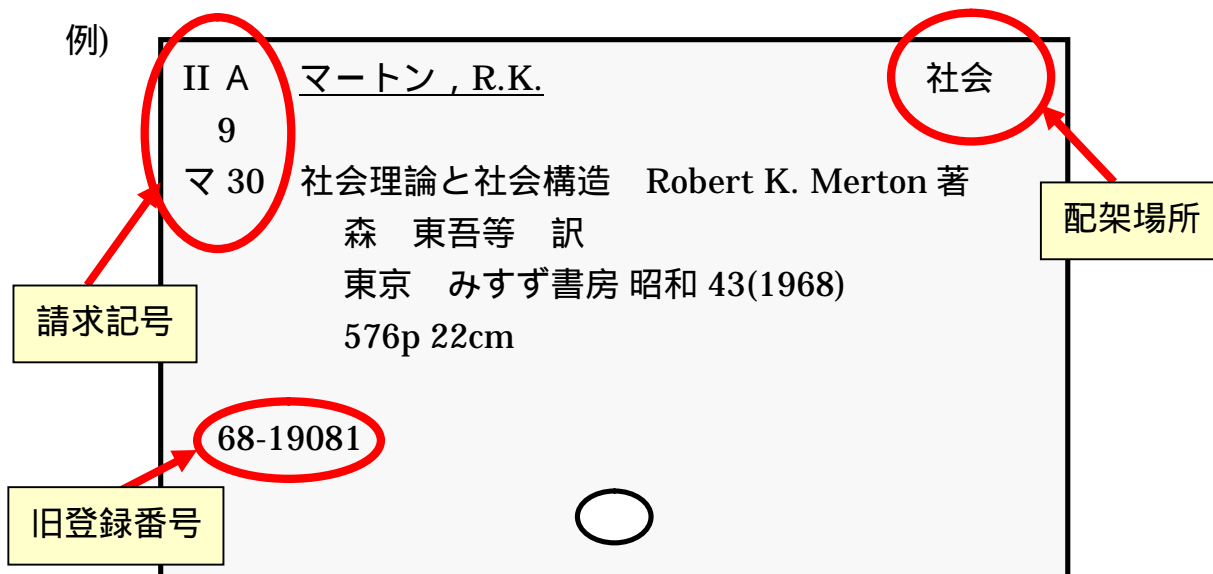 例)
II A マートン , R.K. 社会
9
マ 30 社会理論と社会構造 Robert K. Merton 著
森 東吾等 訳
配架場所
東京 みすず書房 昭和 43(1968)
請求記号
576p 22cm
68-19081
旧登録番号